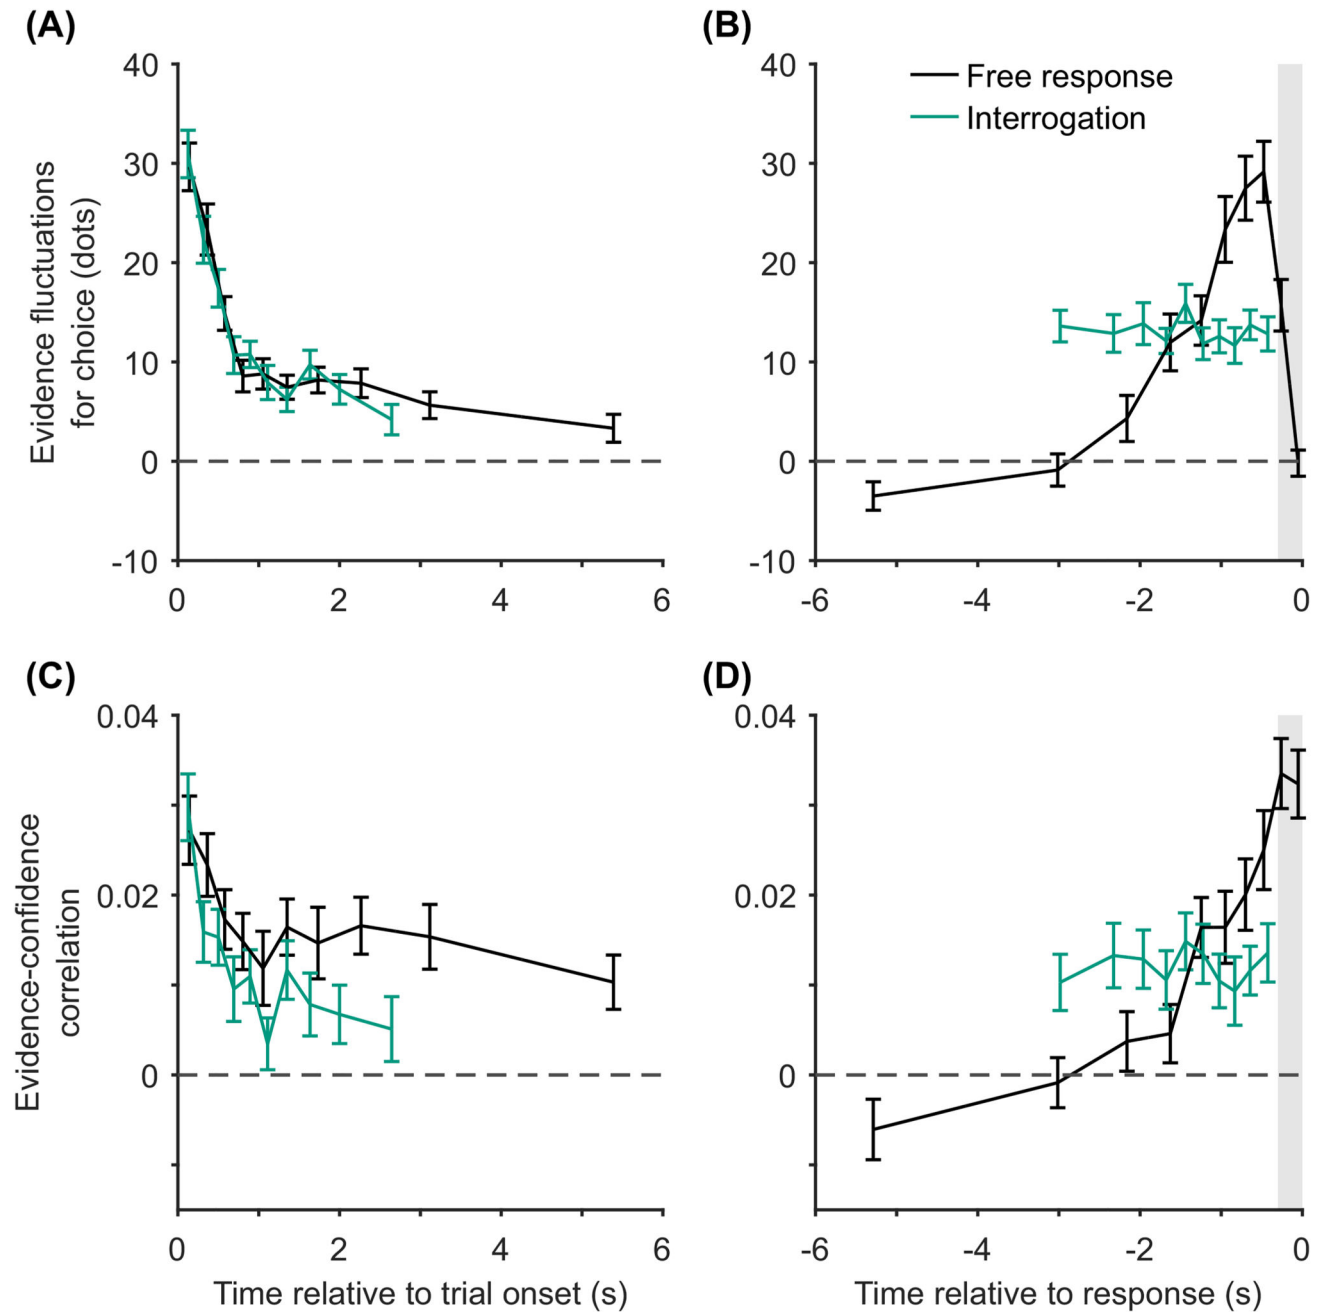 (A)
Evidence fluctuations
for choice (dots)
40
30
20
10
0
-10
0 2 4 6
(B)
Free response
Interrogation
40
30
20
10
0
-10
-6 -4 -2 0
(C)
Evidence-confidence
correlation
0.04
0.02
0
0 2 4 6
Time relative to trial onset (s)
(D)
0.04
0.02
0
-6 -4 -2 0
Time relative to response (s)